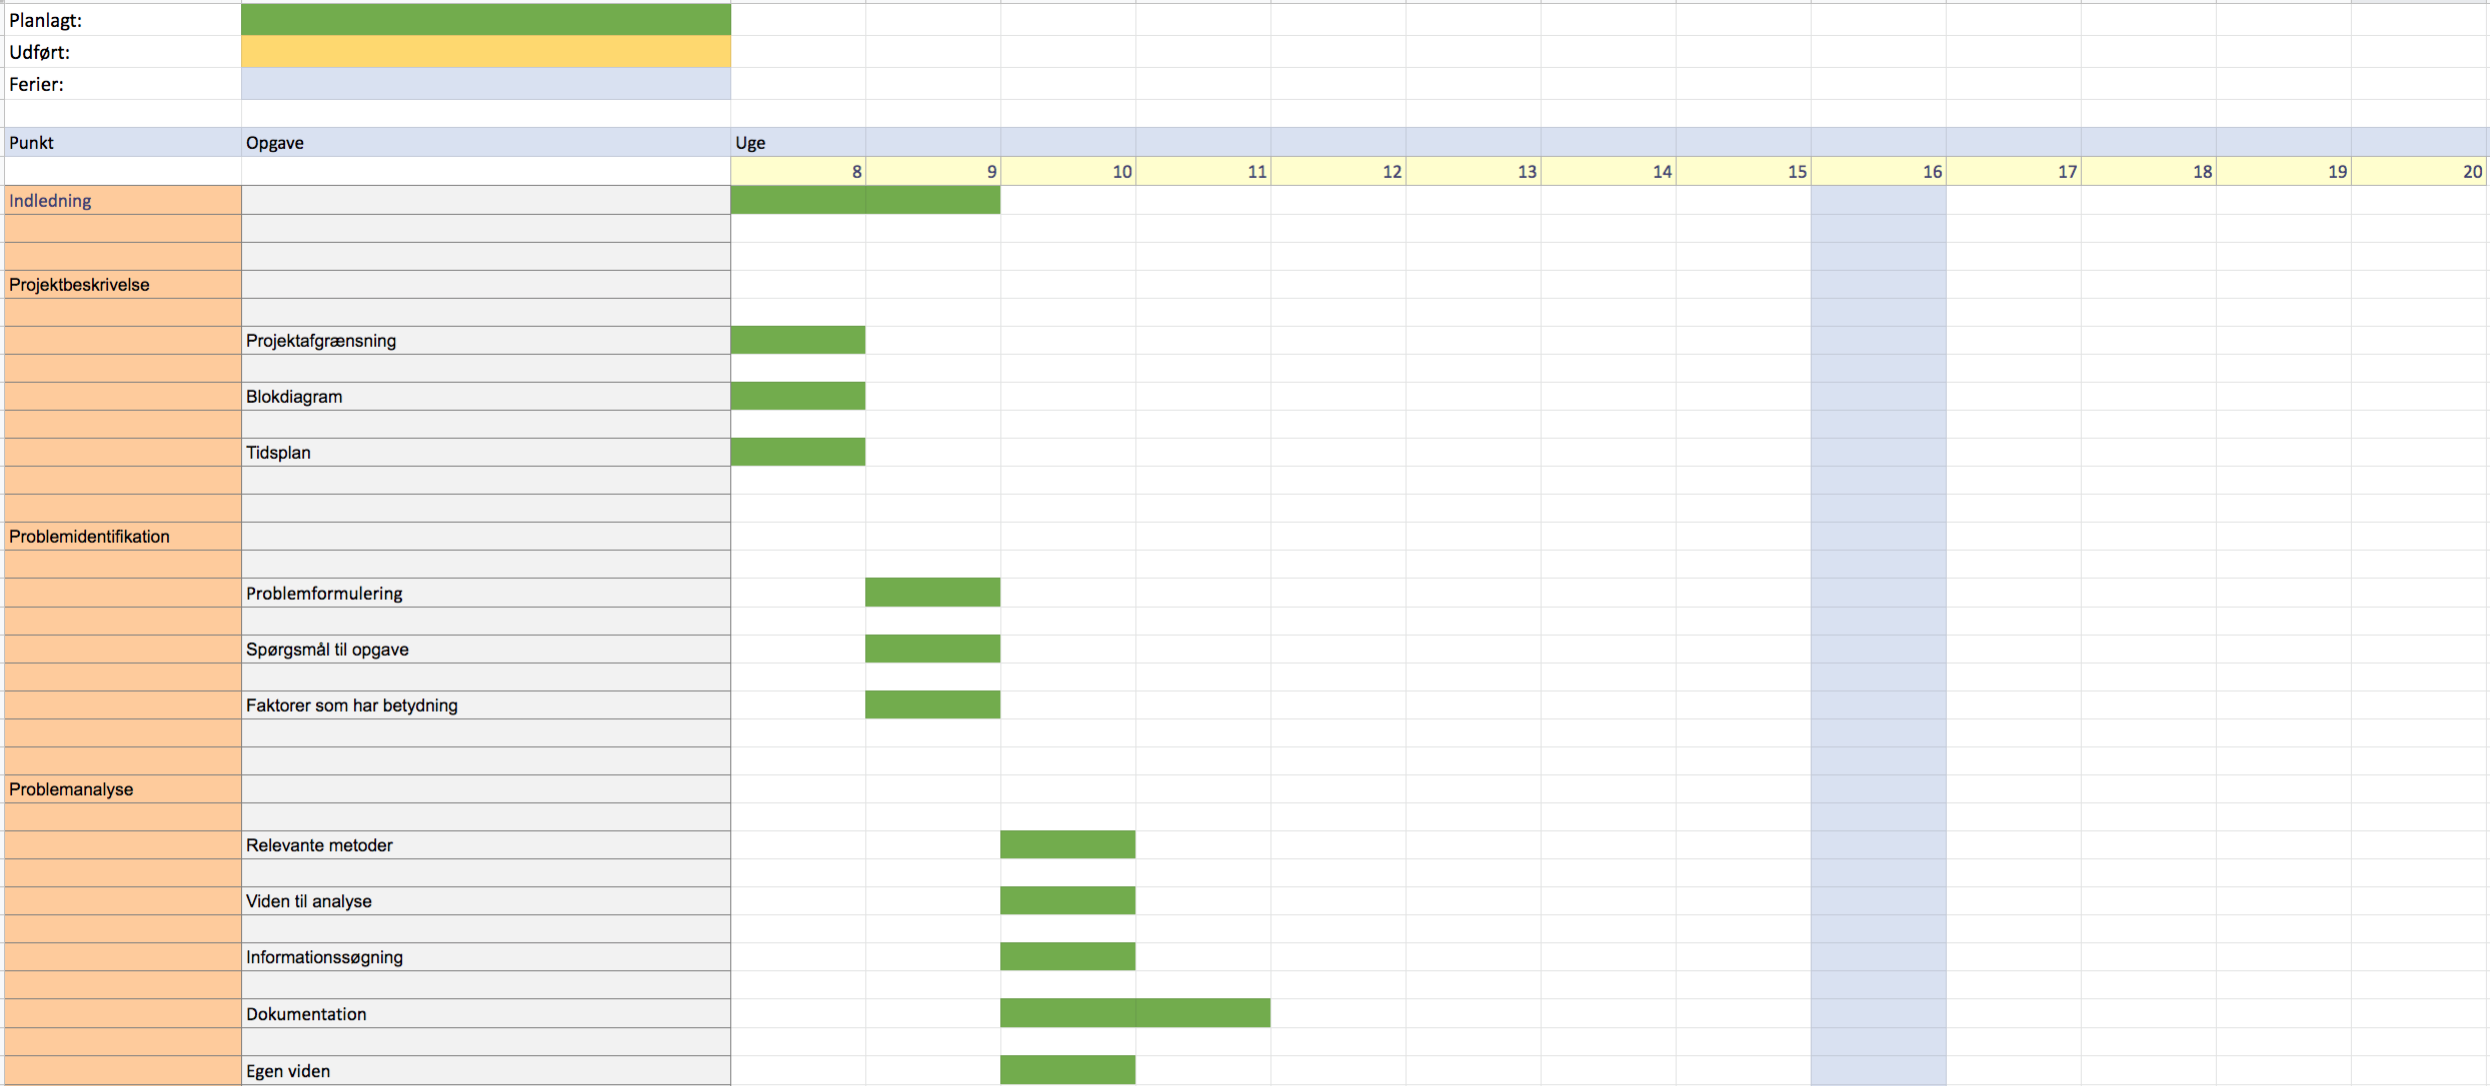 Planlagt:
Udført:
Ferier:
Punkt Opgave Uge
8 9 10 11 12 13 14 15 16 17 18 19 20
Indledning
Projektbeskrivelse
Projektafgrænsning
Blokdiagram
Tidsplan
Problemidentifikation
Problemformulering
Spørgsmål til opgave
Faktorer som har betydning
Problemanalyse
Relevante metoder
Viden til analyse
Informationssøgning
Dokumentation
Egen viden